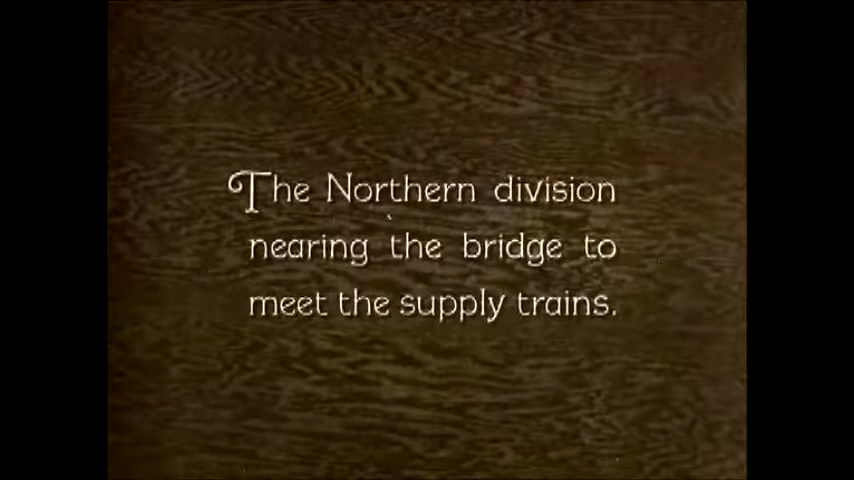 The Northern division
nearing the bridge to
meet the supply trains.